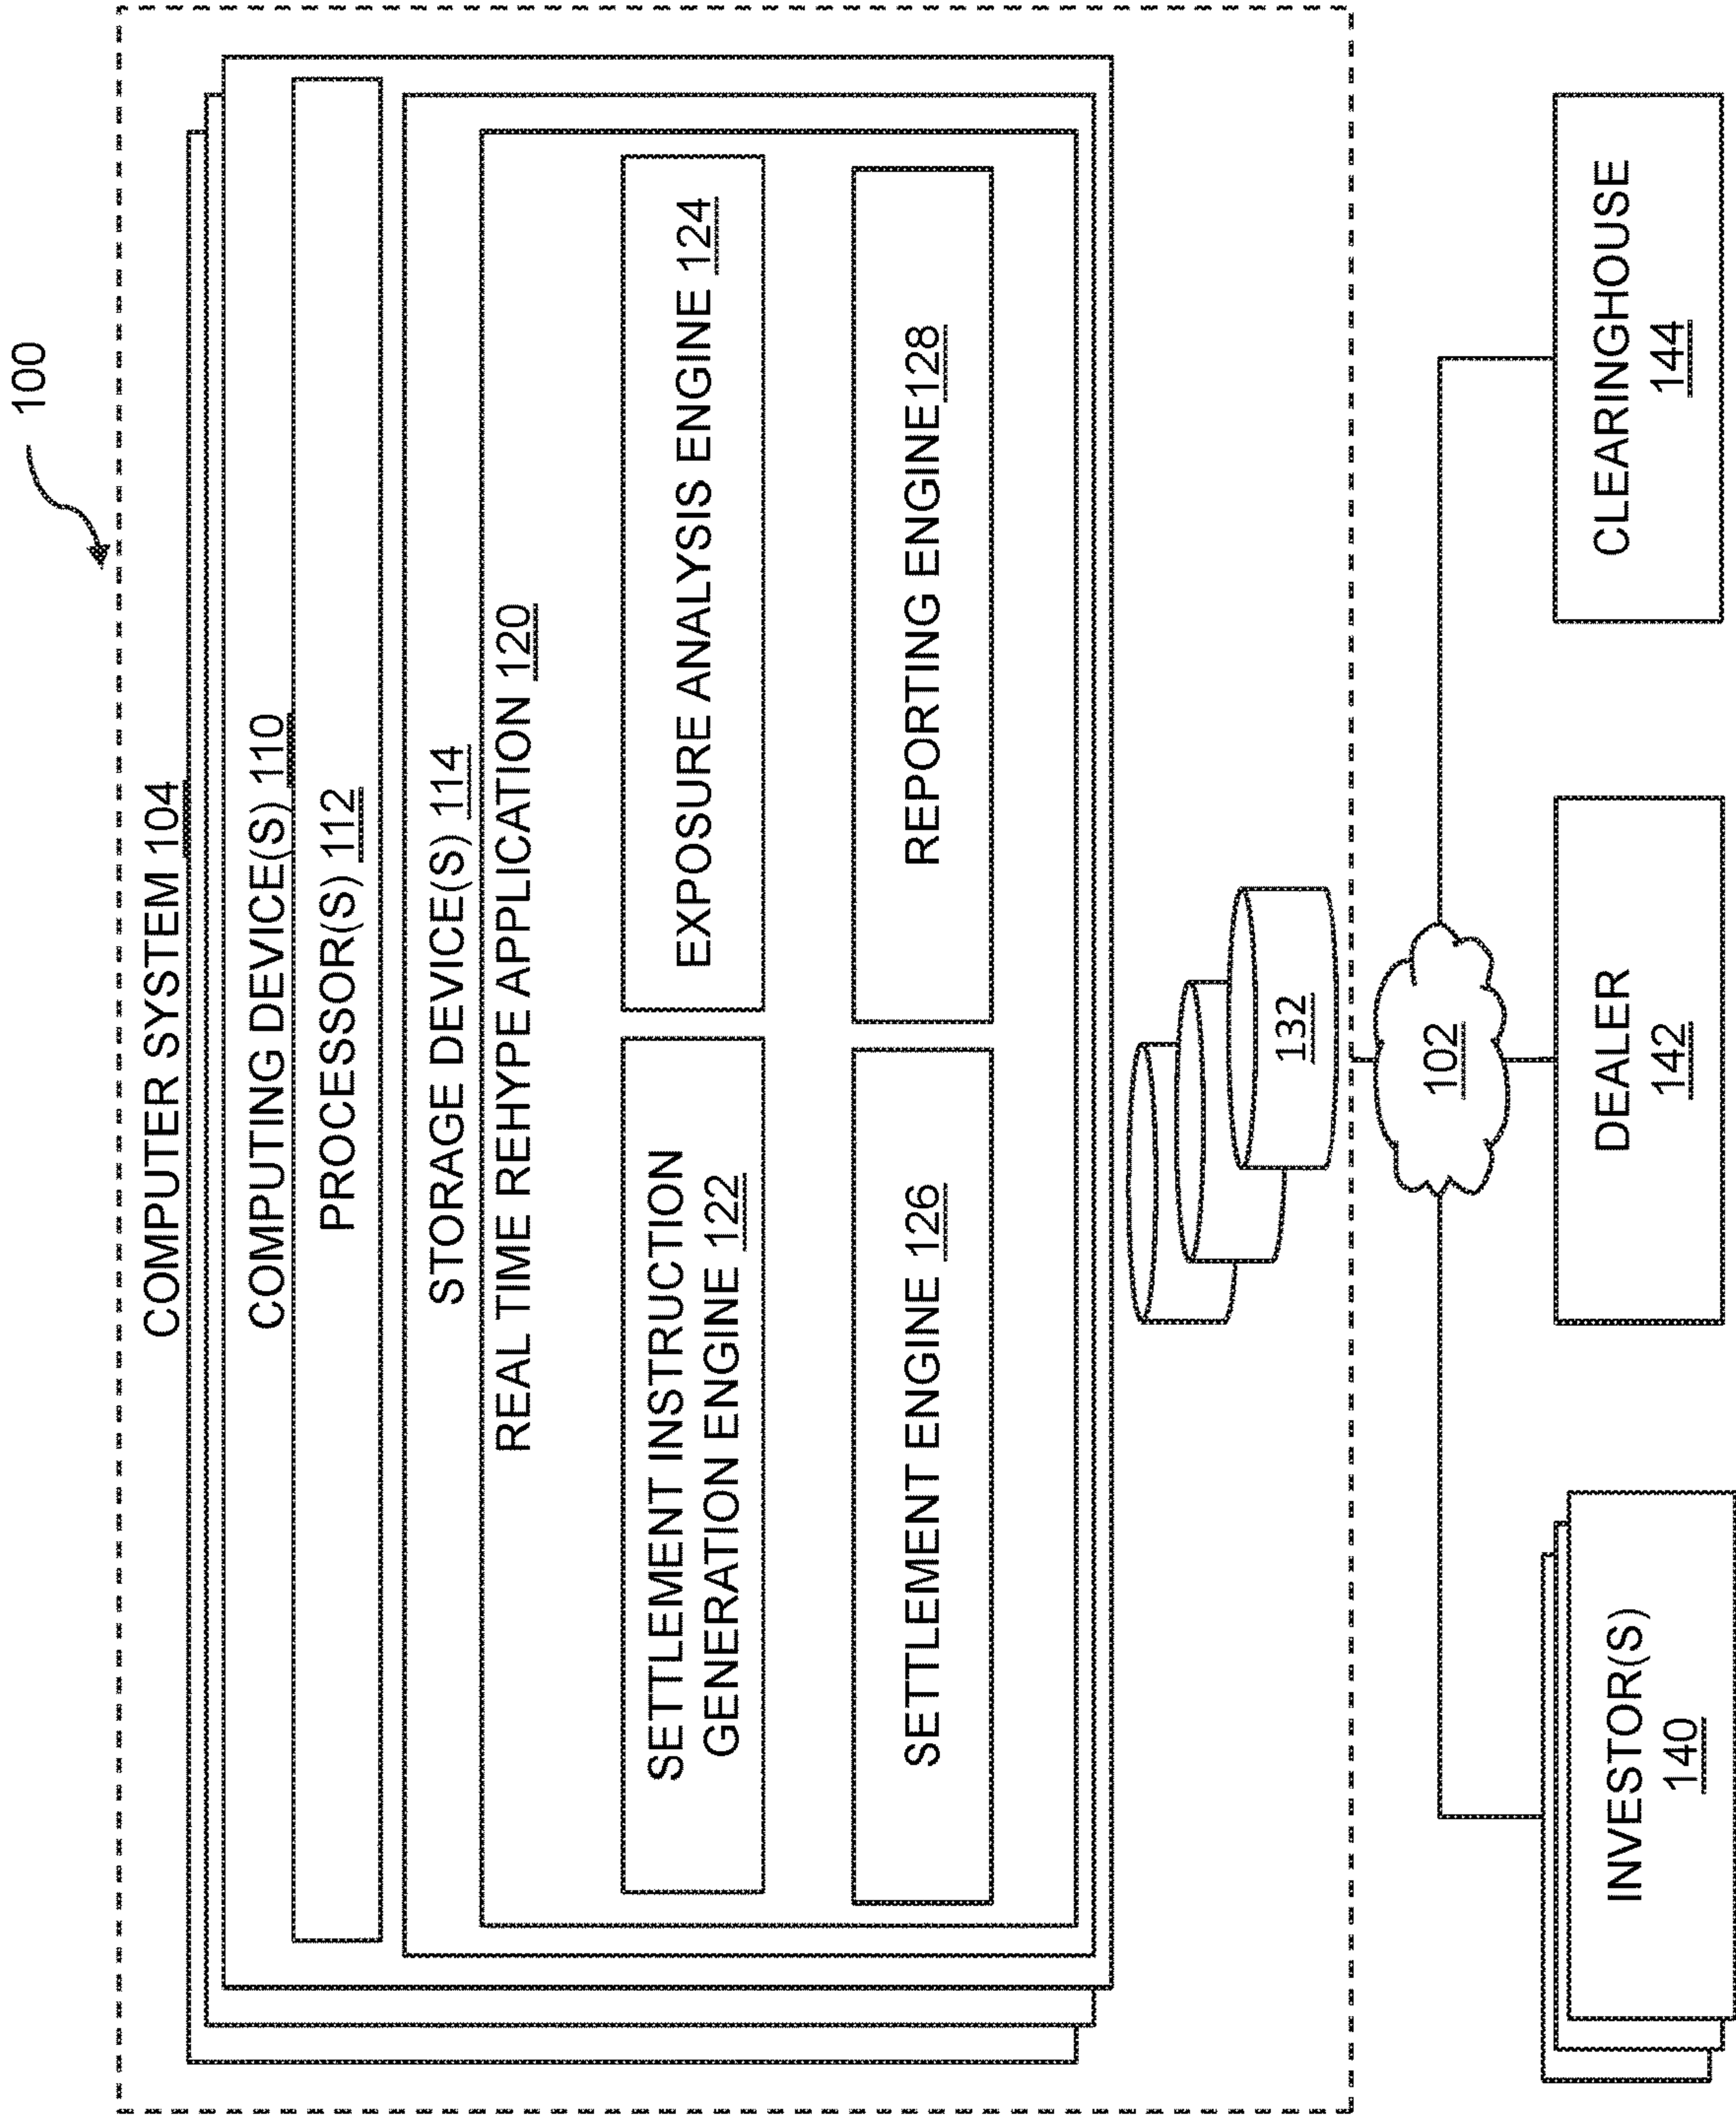 100
COMPUTER SYSTEM 104
COMPUTING DEVICE(S) 110
PROCESSOR(S) 112
STORAGE DEVICE(S) 114
REAL TIME REHYPE APPLICATION 120
SETTLEMENT INSTRUCTION
GENERATION ENGINE 122
EXPOSURE ANALYSIS ENGINE 124
SETTLEMENT ENGINE 126
REPORTING ENGINE 128
132
102
INVESTOR(S)
140
DEALER
142
CLEARINGHOUSE
144